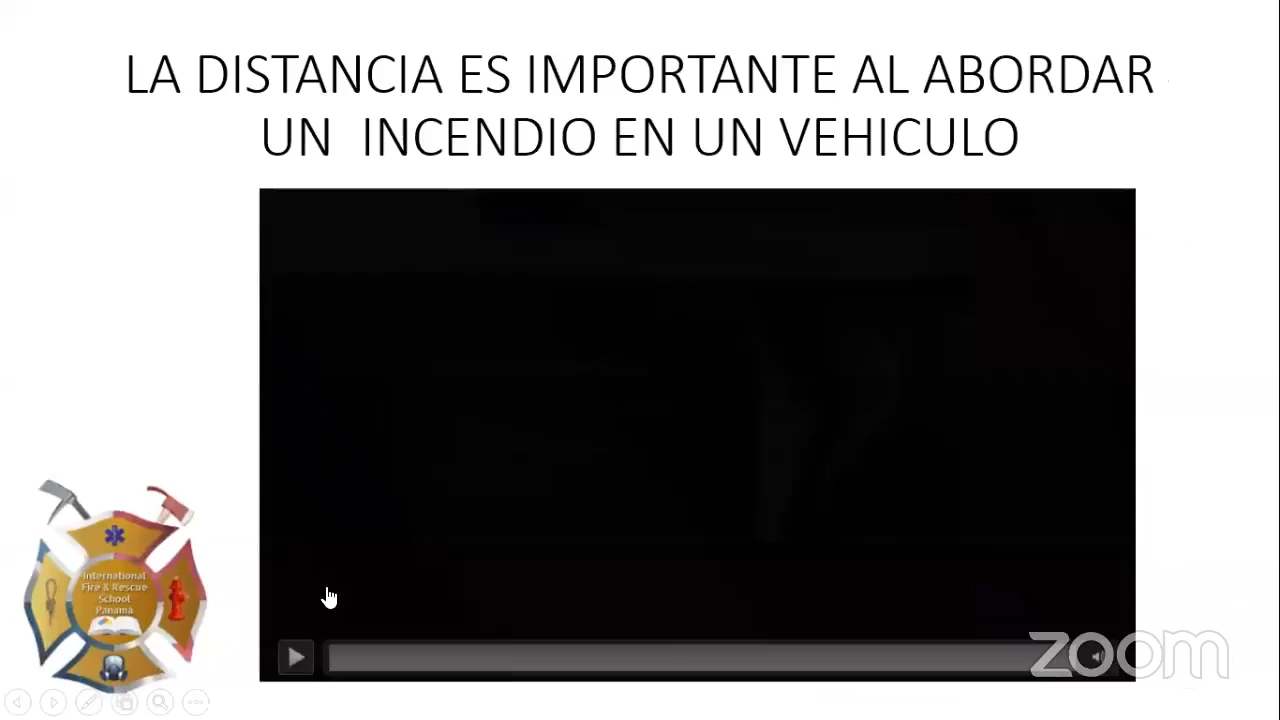 LA DISTANCIA ES IMPORTANTE AL ABORDAR
UN INCENDIO EN UN VEHICULO
International
Fire & Rescue
School
Panamá
zoom